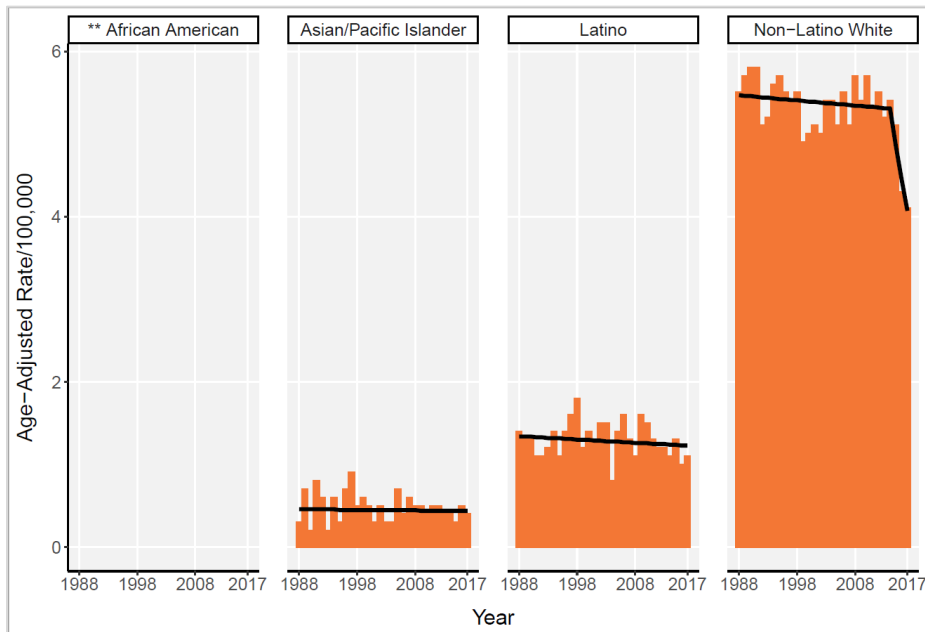 ** African American
Asian/Pacific Islander
Latino
Non−Latino White
Age−Adjusted Rate/100,000
6
4
2
0
1988 1998 2008 2017
1988 1998 2008 2017
1988 1998 2008 2017
1988 1998 2008 2017
Year